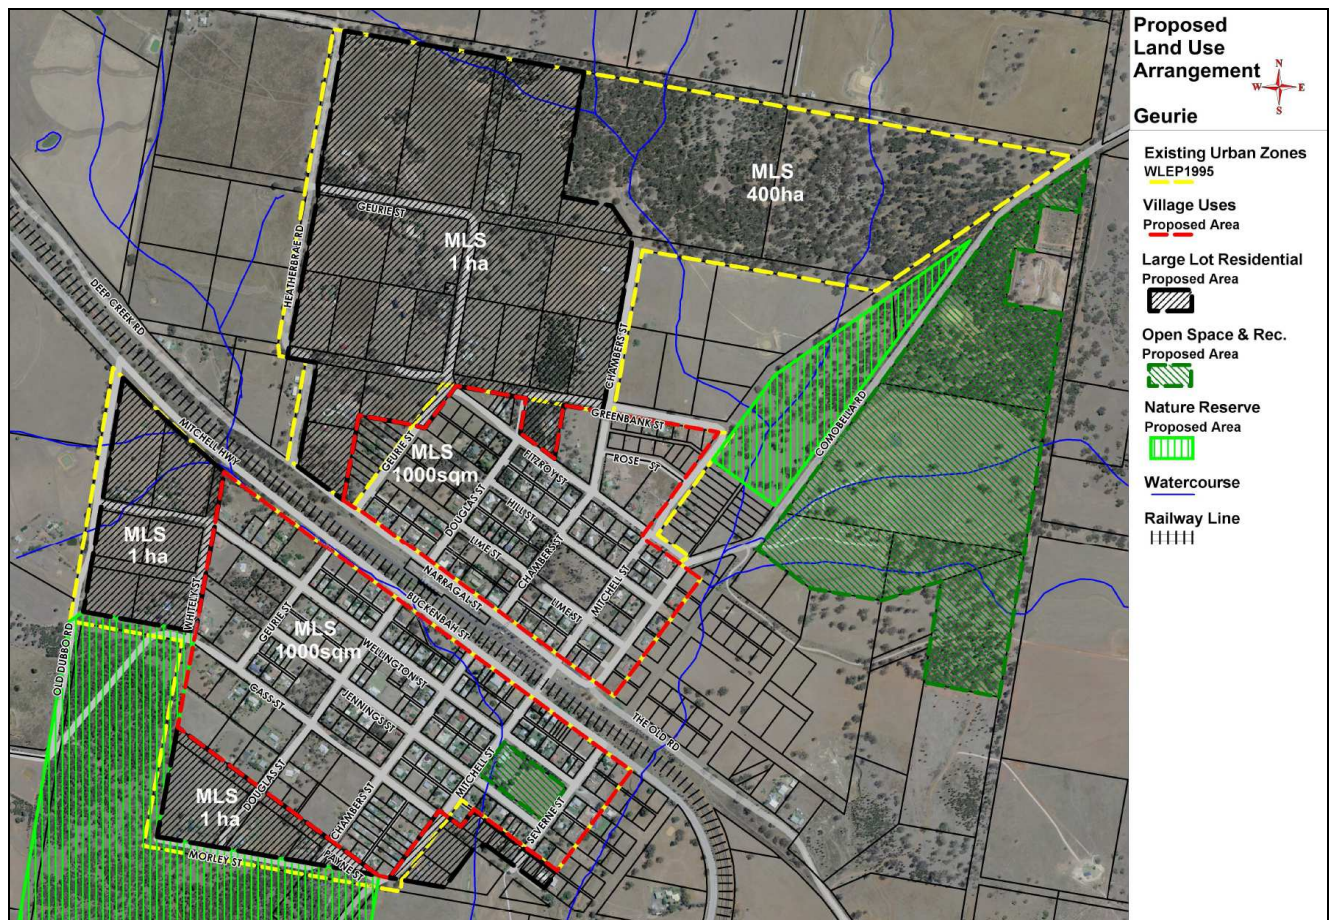 Proposed
Land Use
Arrangement
N
W E
S
Geurie
Existing Urban Zones
WLEP1995
Village Uses
Proposed Area
Large Lot Residential
Proposed Area
Open Space & Rec.
Proposed Area
Nature Reserve
Proposed Area
Watercourse
Railway Line
MLS
400ha
GEURIE ST
MLS
1 ha
HEATHERBRAE RD
DEEP CREEK RD
CHAMBERS ST
COMOBELLA RD
GREENBANK ST
MITCHELL HWY
GEURIE ST
MLS
1000sqm
FITZROY ST
ROSE ST
DOUGLAS ST
HILL ST
LIME ST
CHAMBERS ST
MLS
1 ha
NARRAGAL ST
LIME ST
MITCHELL ST
WHITELY ST
BUCKENBAH ST
GEURIE ST
MLS
1000sqm
OLD DUBBO RD
WELLINGTON ST
CASS ST
JENNINGS ST
THE OLD RD
DOUGLAS ST
MITCHELL ST
MLS
1 ha
CHAMBERS ST
SEVERNE ST
MORLEY ST
PAYNE ST